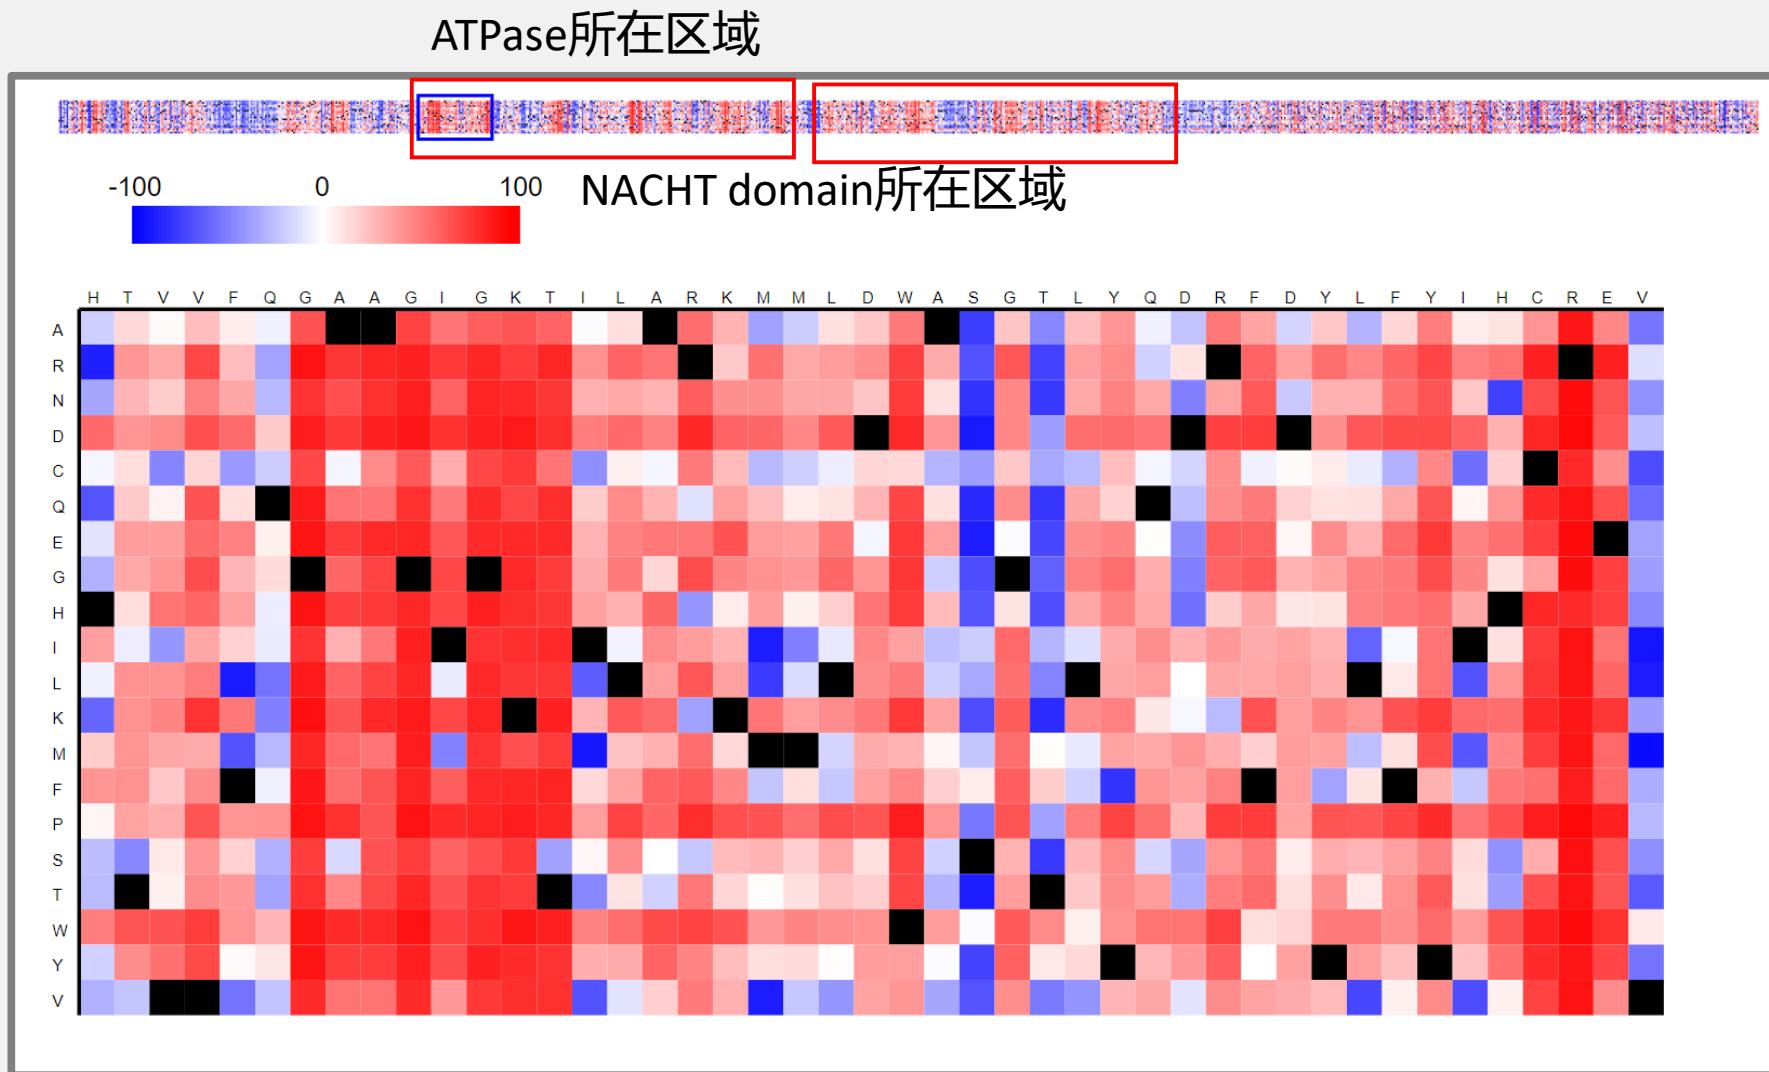 ATPase所在区域
-100 0 100
NACHT domain所在区域
H T V V F Q G A A G I G K T I L A R K M M L D W A S G T L Y Q D R F D Y L F Y I H C R E V
A
R
N
D
C
Q
E
G
H
I
L
K
M
F
P
S
T
W
Y
V